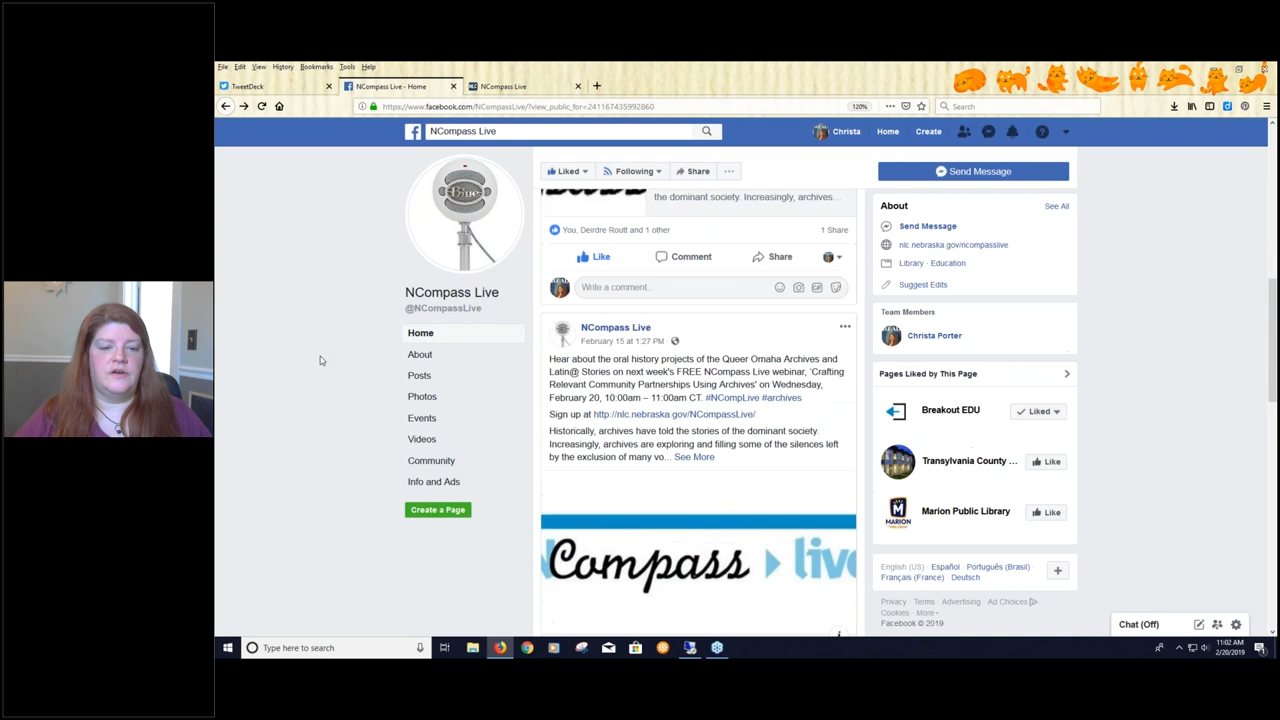 File Edit View History Bookmarks Tools Help
TweetDeck
NCompass Live - Home
NCompass Live
https://www.facebook.com/NCompassLive/?view_public_for=241167435992860
120%
Search
NCompass Live
Christa Home Create
Liked Following Share
Send Message
the dominant society. Increasingly, archives…
You, Deirdre Routt and 1 other
1 Share
Like Comment Share
Write a comment...
Blue
NCompass Live
@NCompassLive
Home
About
Posts
Photos
Events
Videos
Community
Info and Ads
Create a Page
NCompass Live
February 15 at 1:27 PM
Hear about the oral history projects of the Queer Omaha Archives and
Latin@ Stories on next week's FREE NCompass Live webinar, 'Crafting
Relevant Community Partnerships Using Archives' on Wednesday,
February 20, 10:00am – 11:00am CT. #NCompLive #archives
Sign up at http://nlc.nebraska.gov/NCompassLive/
Historically, archives have told the stories of the dominant society.
Increasingly, archives are exploring and filling some of the silences left
by the exclusion of many vo... See More
NCompass live
About
See All
Send Message
nlc.nebraska.gov/ncompasslive
Library · Education
Suggest Edits
Team Members
Christa Porter
Pages Liked by This Page
Breakout EDU
Liked
Transylvania County ...
Like
MARION
Marion Public Library
Like
English (US) · Español · Português (Brasil) ·
Français (France) · Deutsch
Privacy · Terms · Advertising · Ad Choices ·
Cookies · More
Facebook © 2019
Chat (Off)
Type here to search
11:02 AM
2/20/2019